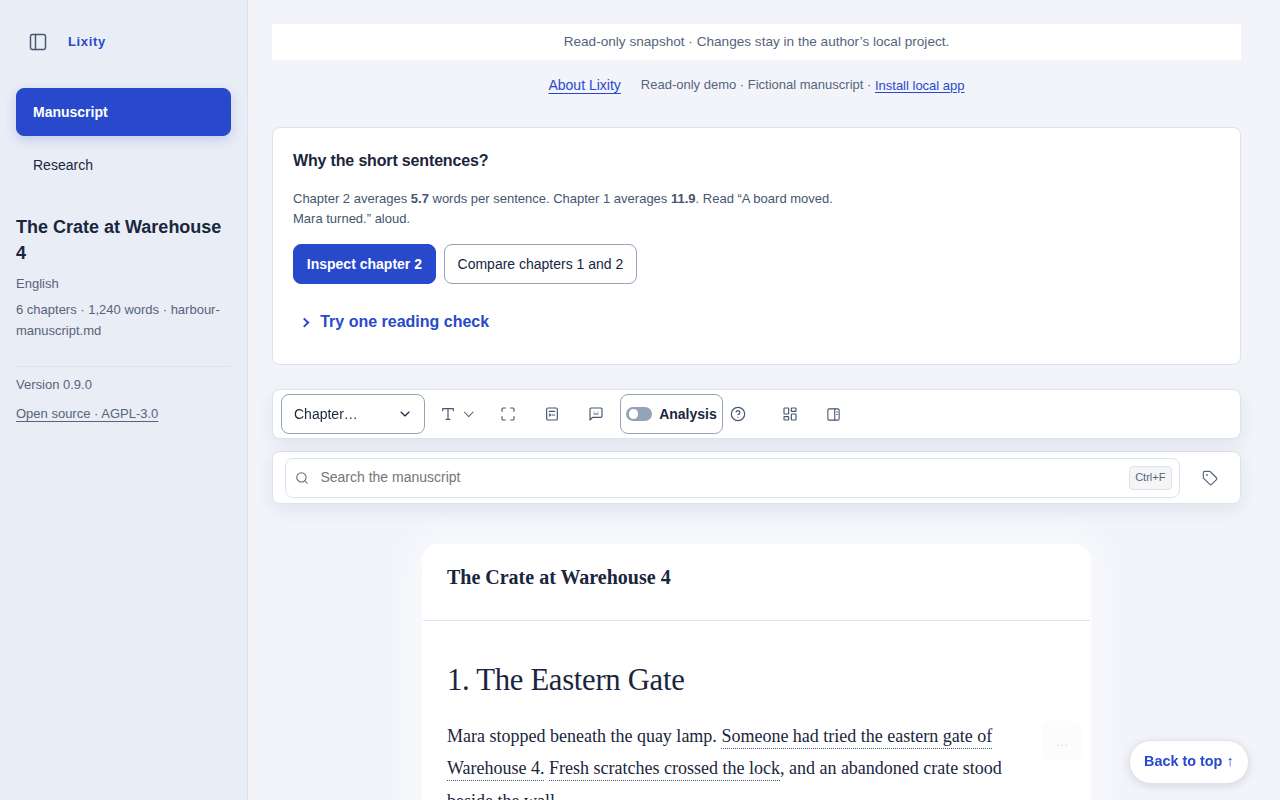 Lixity
Manuscript
Research
The Crate at Warehouse
4
English
6 chapters · 1,240 words · harbour-
manuscript.md
Version 0.9.0
Open source · AGPL-3.0
Read-only snapshot · Changes stay in the author’s local project.
About Lixity Read-only demo · Fictional manuscript · Install local app
Why the short sentences?
Chapter 2 averages 5.7 words per sentence. Chapter 1 averages 11.9. Read “A board moved.
Mara turned.” aloud.
Inspect chapter 2 Compare chapters 1 and 2
Try one reading check
Chapter… Analysis
Search the manuscript Ctrl+F
The Crate at Warehouse 4
1. The Eastern Gate
Mara stopped beneath the quay lamp. Someone had tried the eastern gate of
…
Warehouse 4. Fresh scratches crossed the lock, and an abandoned crate stood
beside the wall.
Back to top ↑